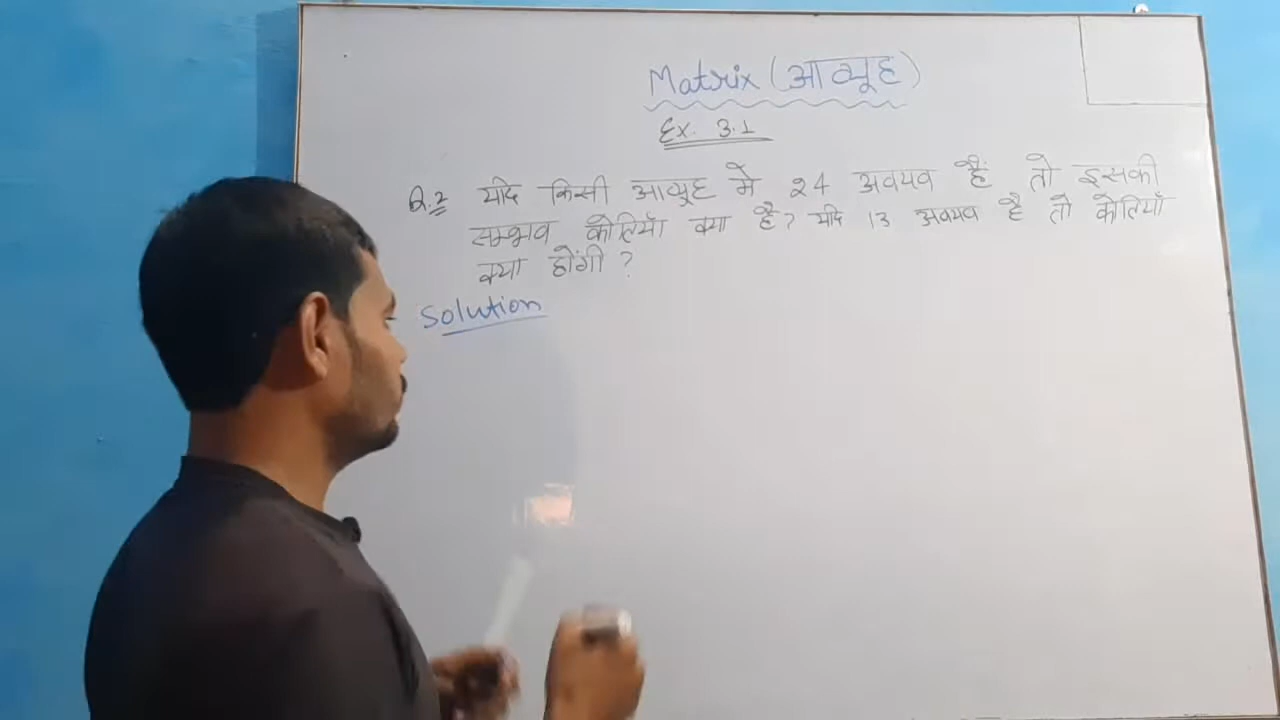 Matrix (आव्यूह)
Ex. 3.1
Q.2 यदि किसी आव्यूह में 24 अवयव हैं तो इसकी
सम्भव कोटियाँ क्या है? यदि 13 अवयव है तो कोटियाँ
क्या होंगी ?
Solution